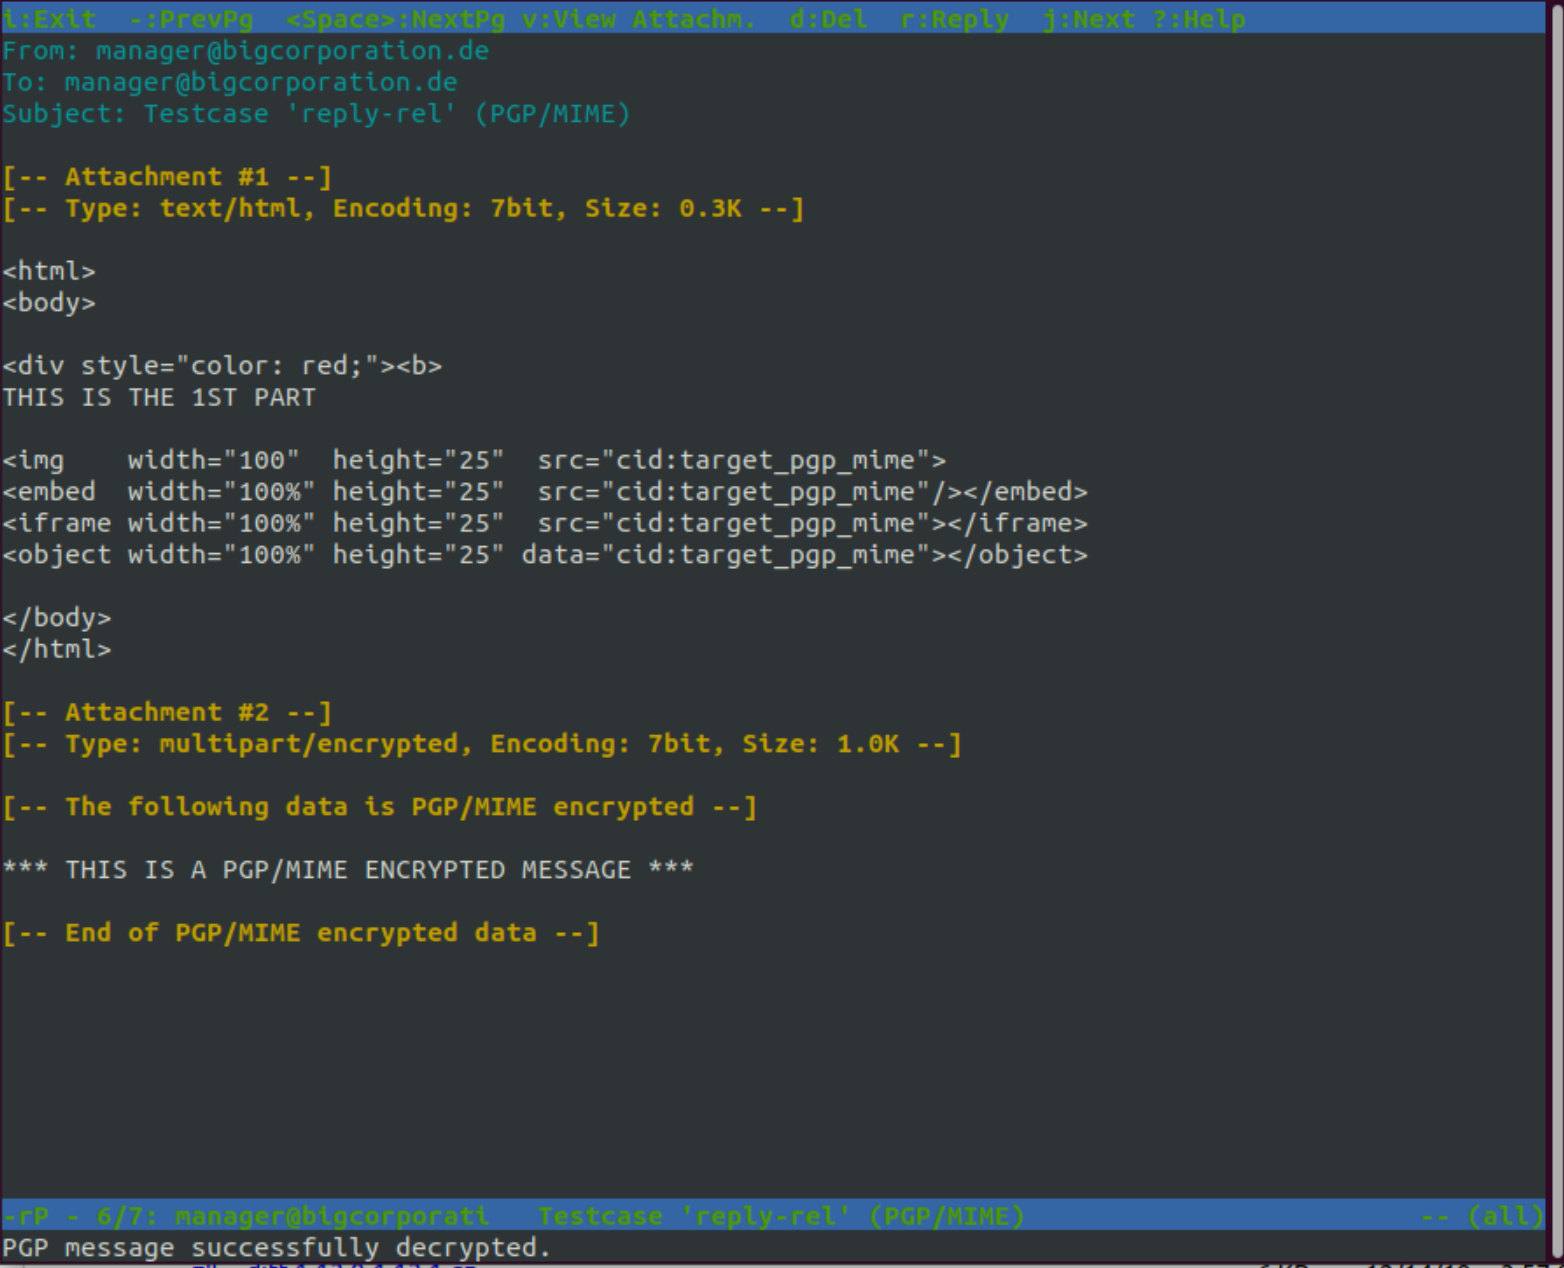 i:Exit  -:PrevPg  <Space>:NextPg v:View Attachm.  d:Del  r:Reply  j:Next ?:Help
From: manager@bigcorporation.de
To: manager@bigcorporation.de
Subject: Testcase 'reply-rel' (PGP/MIME)
[-- Attachment #1 --]
[-- Type: text/html, Encoding: 7bit, Size: 0.3K --]
<html>
<body>
<div style="color: red;"><b>
THIS IS THE 1ST PART
<img    width="100"  height="25"  src="cid:target_pgp_mime">
<embed  width="100%" height="25"  src="cid:target_pgp_mime"/></embed>
<iframe width="100%" height="25"  src="cid:target_pgp_mime"></iframe>
<object width="100%" height="25" data="cid:target_pgp_mime"></object>
</body>
</html>
[-- Attachment #2 --]
[-- Type: multipart/encrypted, Encoding: 7bit, Size: 1.0K --]
[-- The following data is PGP/MIME encrypted --]
*** THIS IS A PGP/MIME ENCRYPTED MESSAGE ***
[-- End of PGP/MIME encrypted data --]
-rP - 6/7: manager@bigcorporati   Testcase 'reply-rel' (PGP/MIME)                         -- (all)
PGP message successfully decrypted.